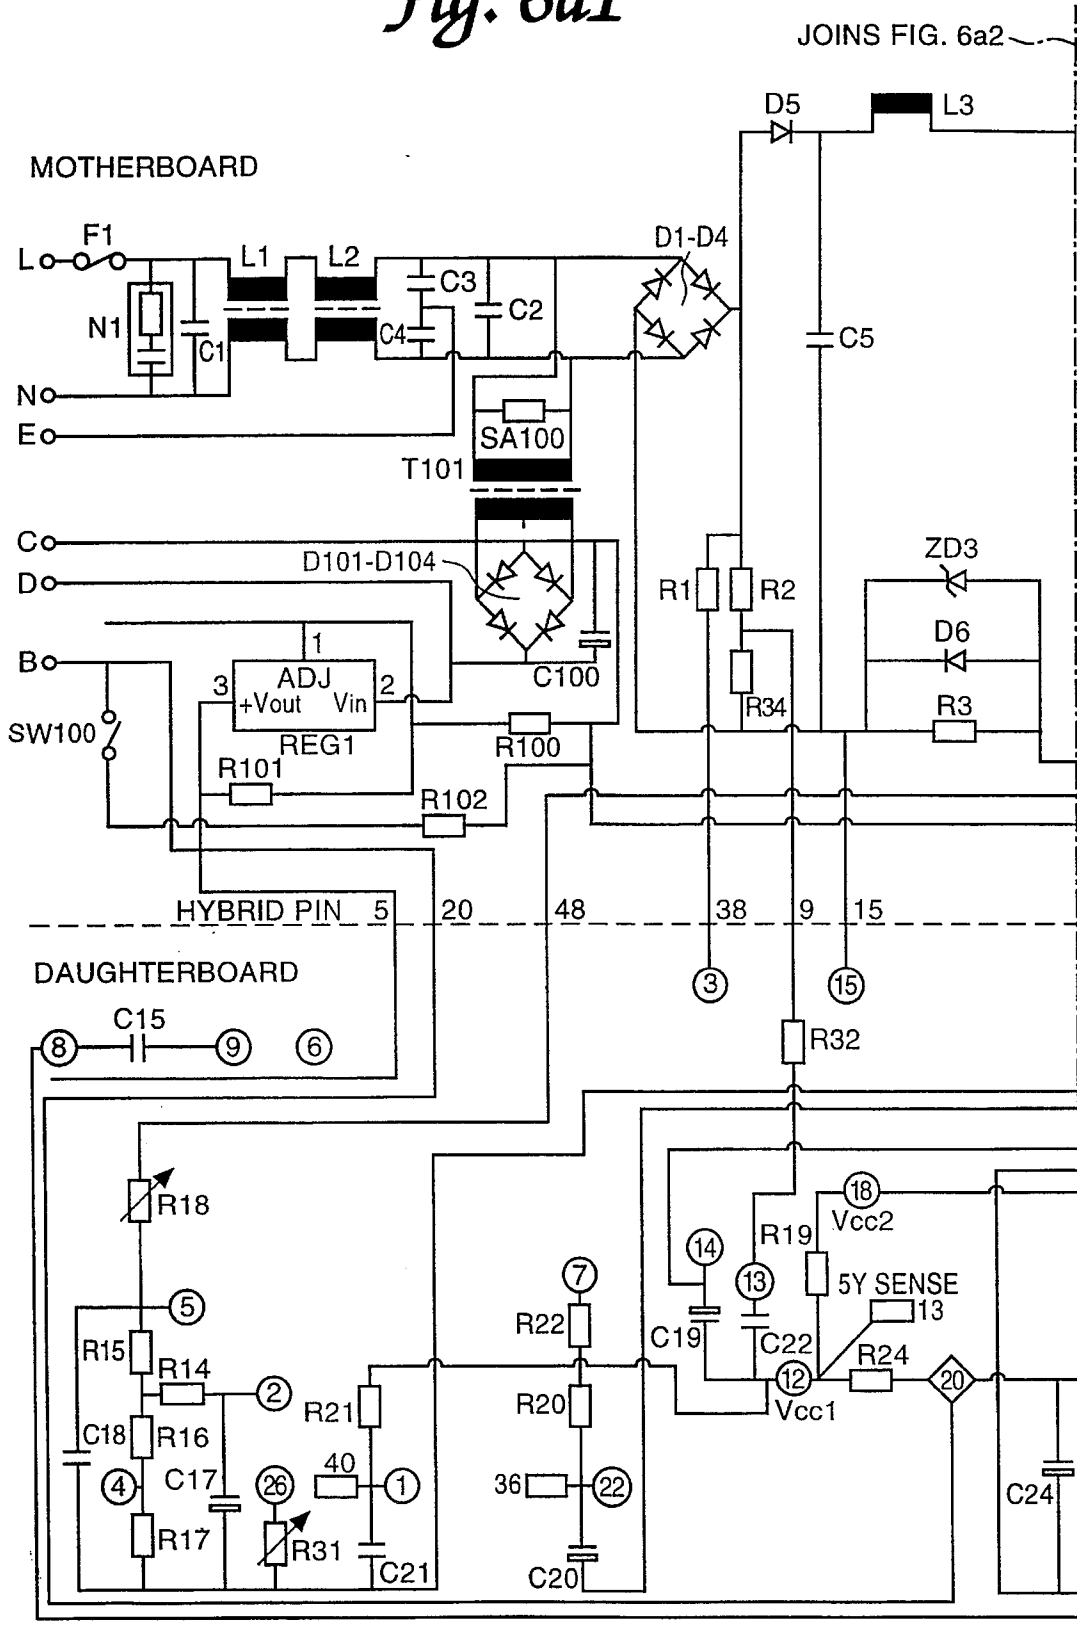 Fig. 6a1
JOINS FIG. 6a2
D5
L3
MOTHERBOARD
F1
L
L1
L2
D1-D4
C3
C2
N1
C1
C4
C5
N
E
SA100
T101
C
D101-D104
ZD3
D
R1
R2
D6
1
B
ADJ
C100
3
+Vout
Vin
2
R34
R3
SW100
REG1
R100
R101
R102
HYBRID PIN
5
20
48
38
9
15
DAUGHTERBOARD
3
15
C15
8
9
6
R32
R18
18
Vcc2
R19
14
13
5Y SENSE
13
7
5
R22
C19
C22
R15
R14
R24
2
12
20
R21
R20
Vcc1
C18
R16
40
4
C17
26
1
36
22
C24
R17
R31
C21
C20